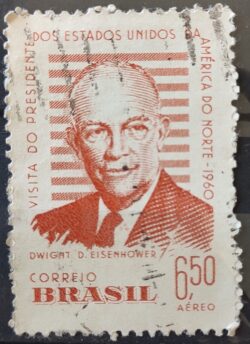 VISITA DO PRESIDENTE DOS ESTADOS UNIDOS DA AMÉRICA DO NORTE - 1960
DWIGHT D. EISENHOWER
CORREIO
BRASIL
6,50
AÉREO